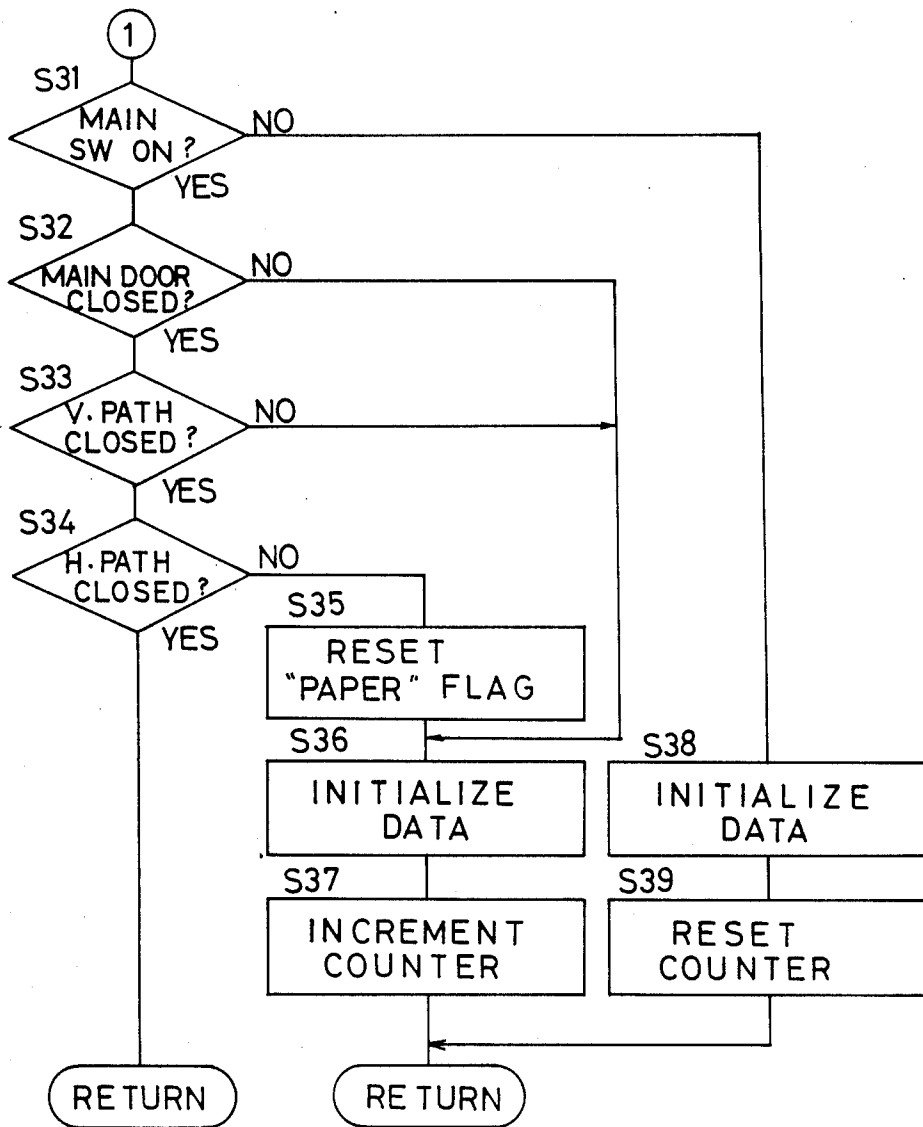 1
S31
MAIN
SW ON?
NO
YES
S32
MAIN DOOR
CLOSED?
NO
YES
S33
V. PATH
CLOSED?
NO
YES
S34
H. PATH
CLOSED?
NO
YES
S35
RESET
"PAPER" FLAG
S36
INITIALIZE
DATA
S38
INITIALIZE
DATA
S37
INCREMENT
COUNTER
S39
RESET
COUNTER
RETURN
RETURN